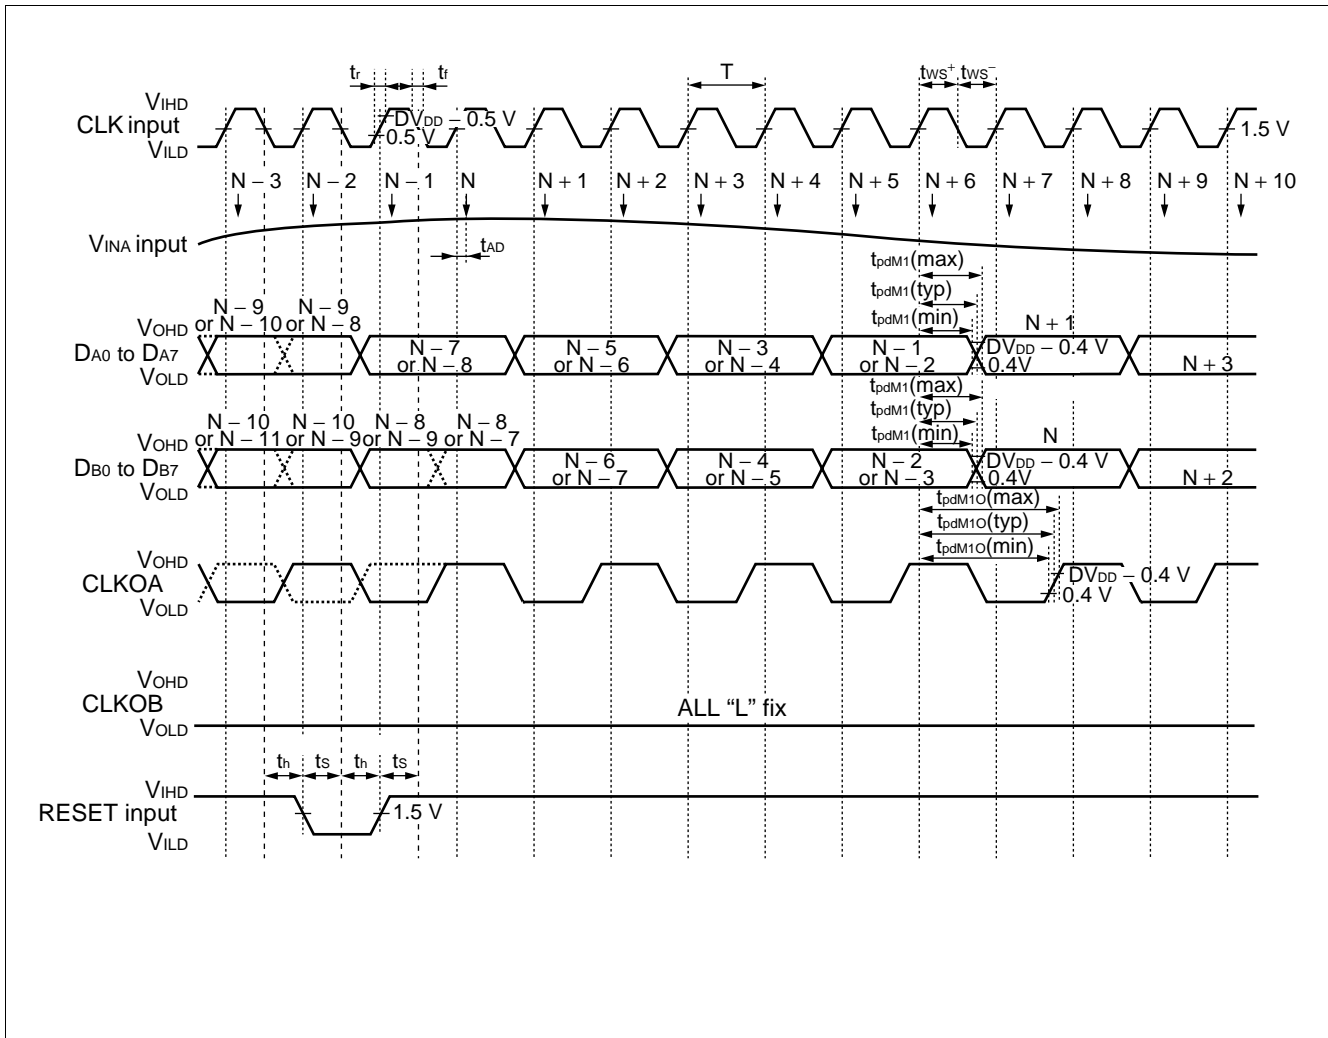 tr
tf
T
tWS+ tWS−
VIHD
CLK input
VILD
DVDD − 0.5 V
0.5 V
1.5 V
N − 3
N − 2
N − 1
N
N + 1
N + 2
N + 3
N + 4
N + 5
N + 6
N + 7
N + 8
N + 9
N + 10
VINA input
tAD
tpdM1(max)
tpdM1(typ)
tpdM1(min)
VOHD
DA0 to DA7
VOLD
N − 9
or N − 10
N − 9
or N − 8
N − 7
or N − 8
N − 5
or N − 6
N − 3
or N − 4
N − 1
or N − 2
N + 1
DVDD − 0.4 V
0.4V
N + 3
tpdM1(max)
tpdM1(typ)
tpdM1(min)
VOHD
DB0 to DB7
VOLD
N − 10
or N − 11
N − 10
or N − 9
N − 8
or N − 9
N − 8
or N − 7
N − 6
or N − 7
N − 4
or N − 5
N − 2
or N − 3
N
DVDD − 0.4 V
0.4V
N + 2
tpdM1O(max)
tpdM1O(typ)
tpdM1O(min)
VOHD
CLKOA
VOLD
DVDD − 0.4 V
0.4 V
VOHD
CLKOB
VOLD
ALL “L” fix
th
tS
th
tS
VIHD
RESET input
VILD
1.5 V